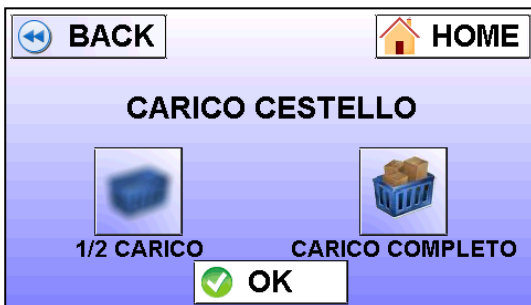 BACK
HOME
CARICO CESTELLO
1/2 CARICO
CARICO COMPLETO
OK